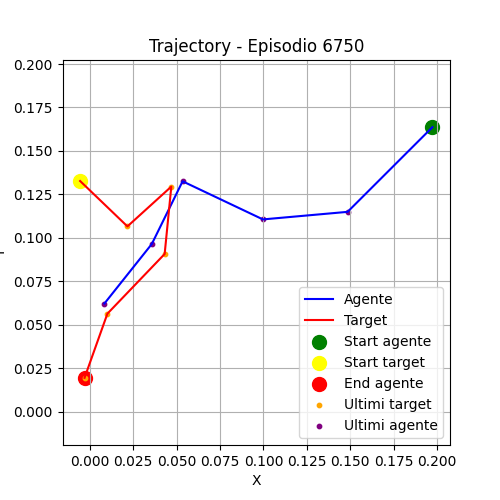 Trajectory - Episodio 6750
0.200
0.175
0.150
0.125
0.100
0.075
0.050
0.025
0.000
0.000 0.025 0.050 0.075 0.100 0.125 0.150 0.175 0.200
X
Agente
Target
Start agente
Start target
End agente
Ultimi target
Ultimi agente